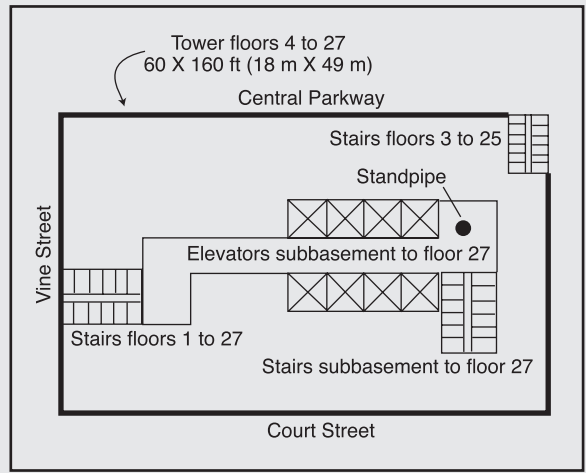 Tower floors 4 to 27
60 X 160 ft (18 m X 49 m)
Central Parkway
Stairs floors 3 to 25
Standpipe
Vine Street
Elevators subbasement to floor 27
Stairs floors 1 to 27
Stairs subbasement to floor 27
Court Street